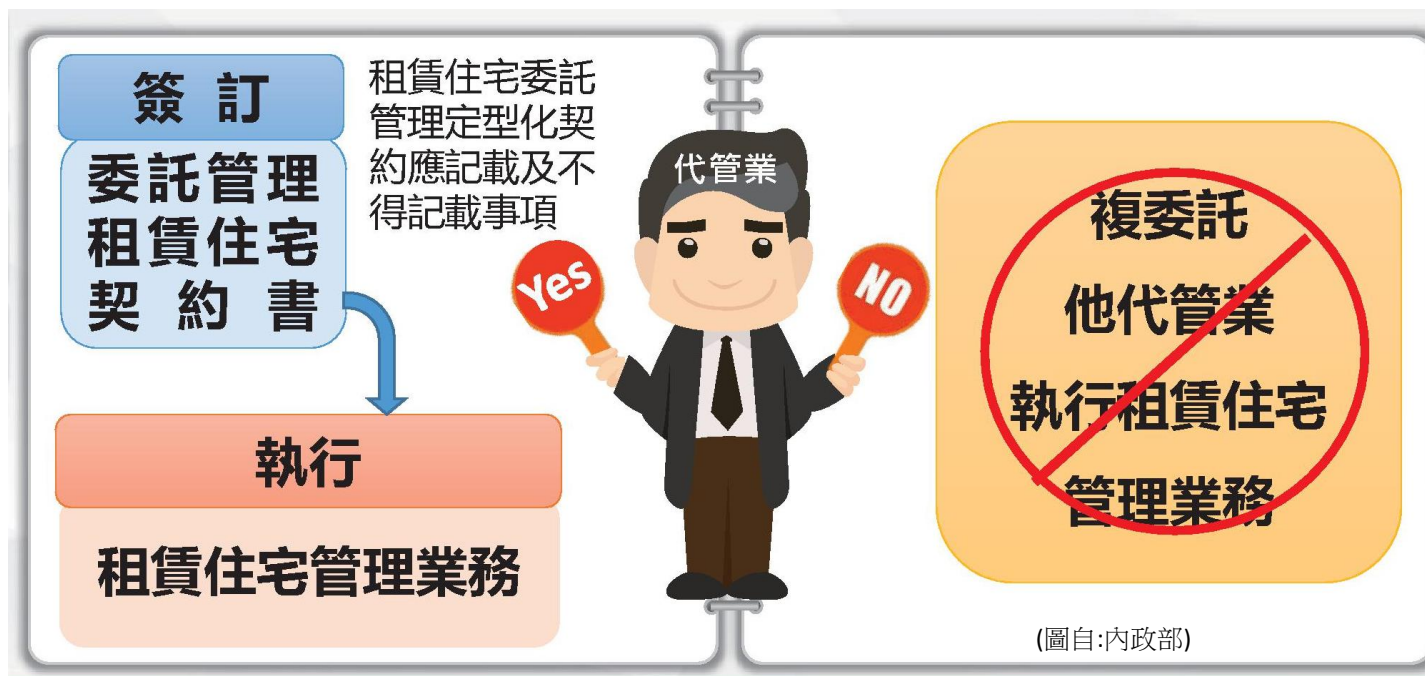 簽訂
委託管理
租賃住宅
契約書
租賃住宅委託
管理定型化契
約應記載及不
得記載事項
執行
租賃住宅管理業務
代管業
Yes
NO
複委託
他代管業
執行租賃住宅
管理業務
(圖自:內政部)